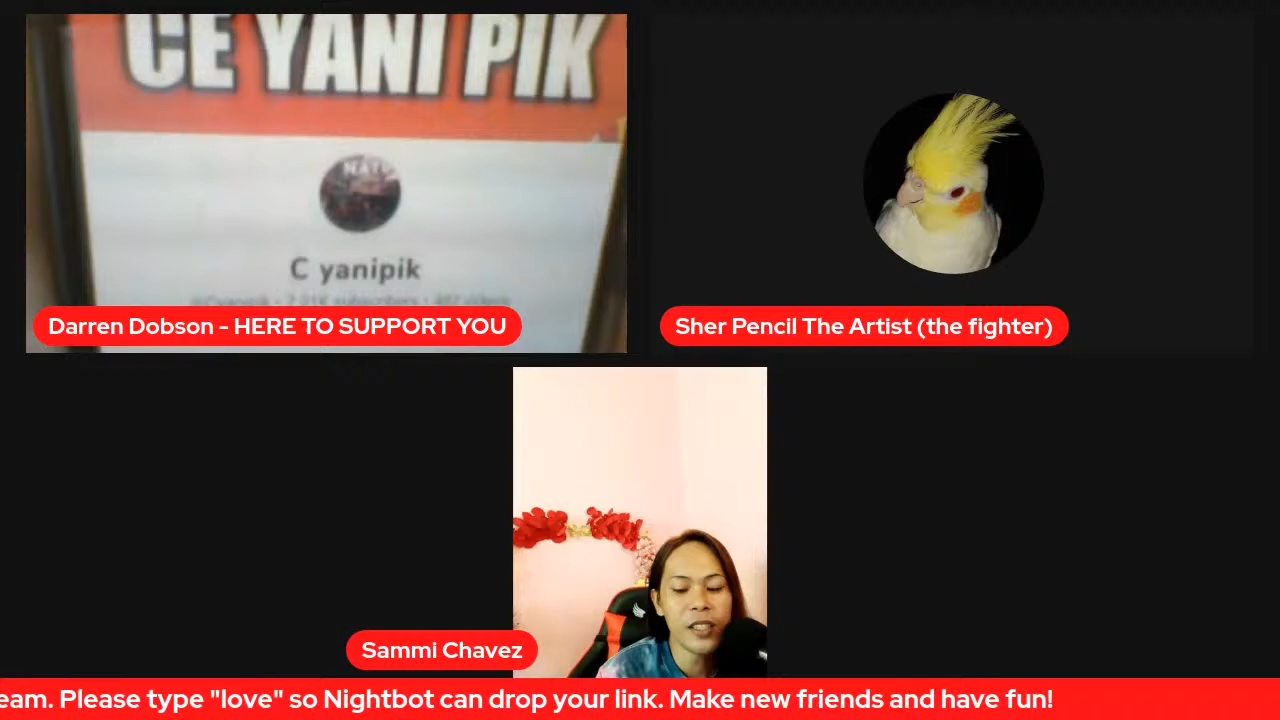 CE YANI PIK
NATI
C yanipik
Darren Dobson - HERE TO SUPPORT YOU
Sher Pencil The Artist (the fighter)
Sammi Chavez
eam. Please type "love" so Nightbot can drop your link. Make new friends and have fun!